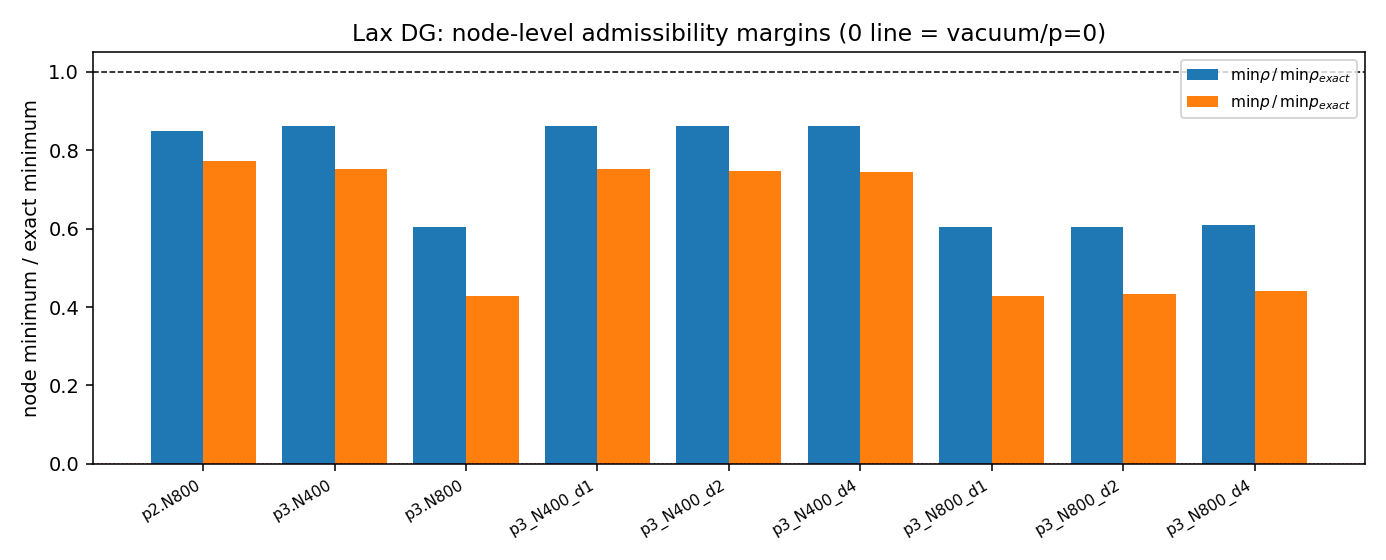 Lax DG: node-level admissibility margins (0 line = vacuum/p=0)
minρ / minρ_exact
minp / minp_exact
node minimum / exact minimum
1.0
0.8
0.6
0.4
0.2
0.0
p2.N800
p3.N400
p3.N800
p3_N400_d1
p3_N400_d2
p3_N400_d4
p3_N800_d1
p3_N800_d2
p3_N800_d4